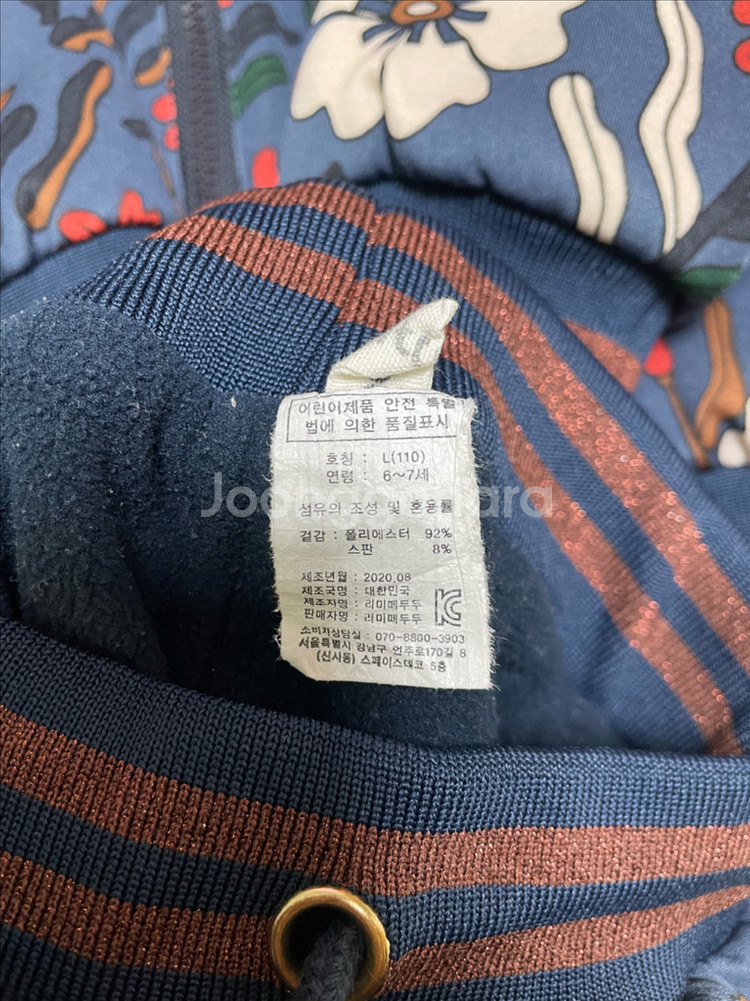 어린이제품 안전 특별
법에 의한 품질표시
호칭 : L(110)
연령 : 6~7세
섬유의 조성 및 혼용률
겉감 : 폴리에스터 92%
스판 8%
제조년월 : 2020.08
제조국명 : 대한민국
제조자명 : 리미떼두두
판매자명 : 리미떼두두
소비자상담실 : 070-8800-3903
서울특별시 강남구 언주로170길 8
(신사동) 스페이스대코 5층